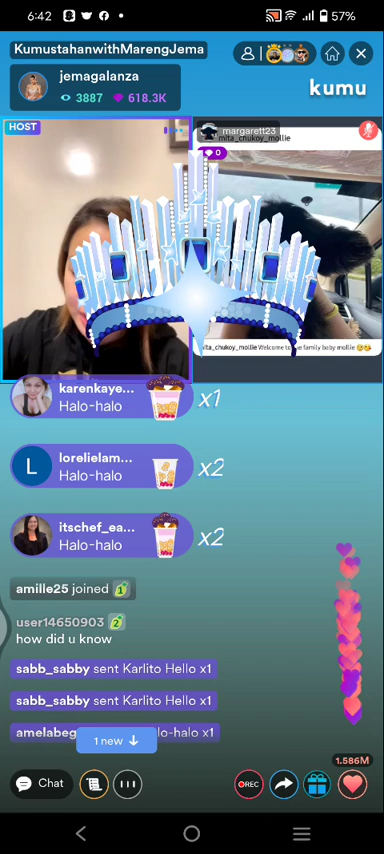 6:42
57%
KumustahanwithMarengJema
jemagalanza
3887
618.3K
kumu
HOST
margarett23
mita_chukoy_mollie
0
mita_chukoy_mollie Welcome to
family baby mollie
karenkaye...
Halo-halo
x1
L
lorelielam...
Halo-halo
x2
itschef_ea...
Halo-halo
x2
amille25 joined 1
user14650903 2
how did u know
sabb_sabby sent Karlito Hello x1
sabb_sabby sent Karlito Hello x1
amelabeg
lo-halo x1
1 new ↓
1.586M
Chat
REC